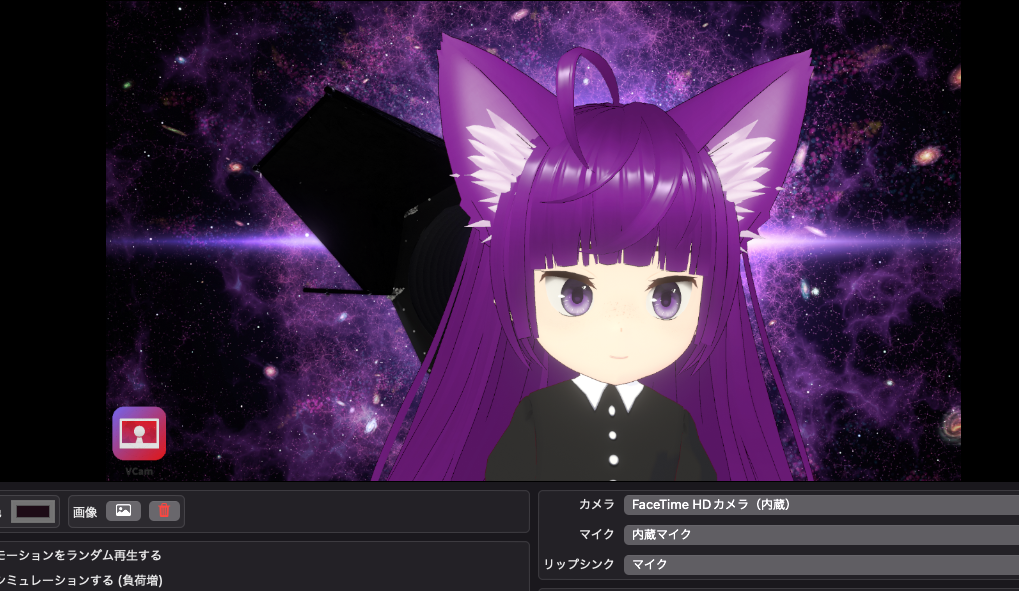 VCam
画像
モーションをランダム再生する
シミュレーションする (負荷増)
カメラ
FaceTime HDカメラ（内蔵）
マイク
内蔵マイク
リップシンク
マイク